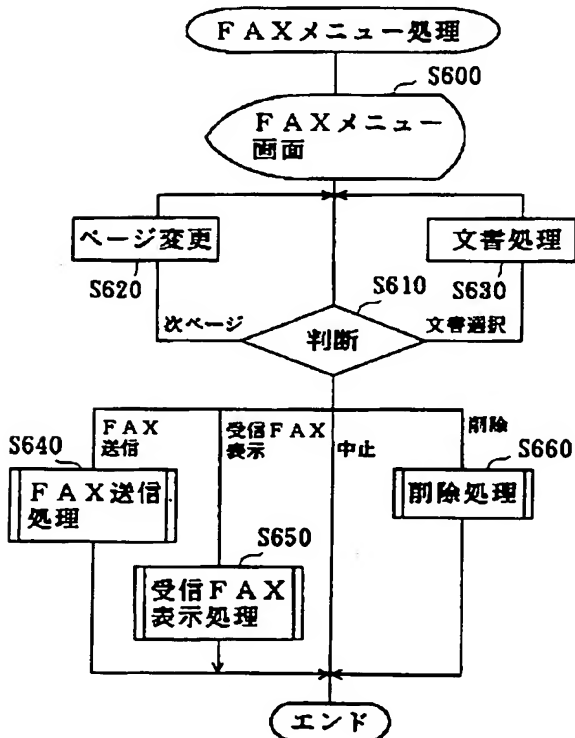 ＦＡＸメニュー処理
S600
ＦＡＸメニュー
画面
ページ変更
S620
文書処理
S630
S610
次ページ
判断
文書選択
ＦＡＸ
送信
受信ＦＡＸ
表示
中止
削除
S640
ＦＡＸ送信
処理
S660
削除処理
S650
受信ＦＡＸ
表示処理
エンド